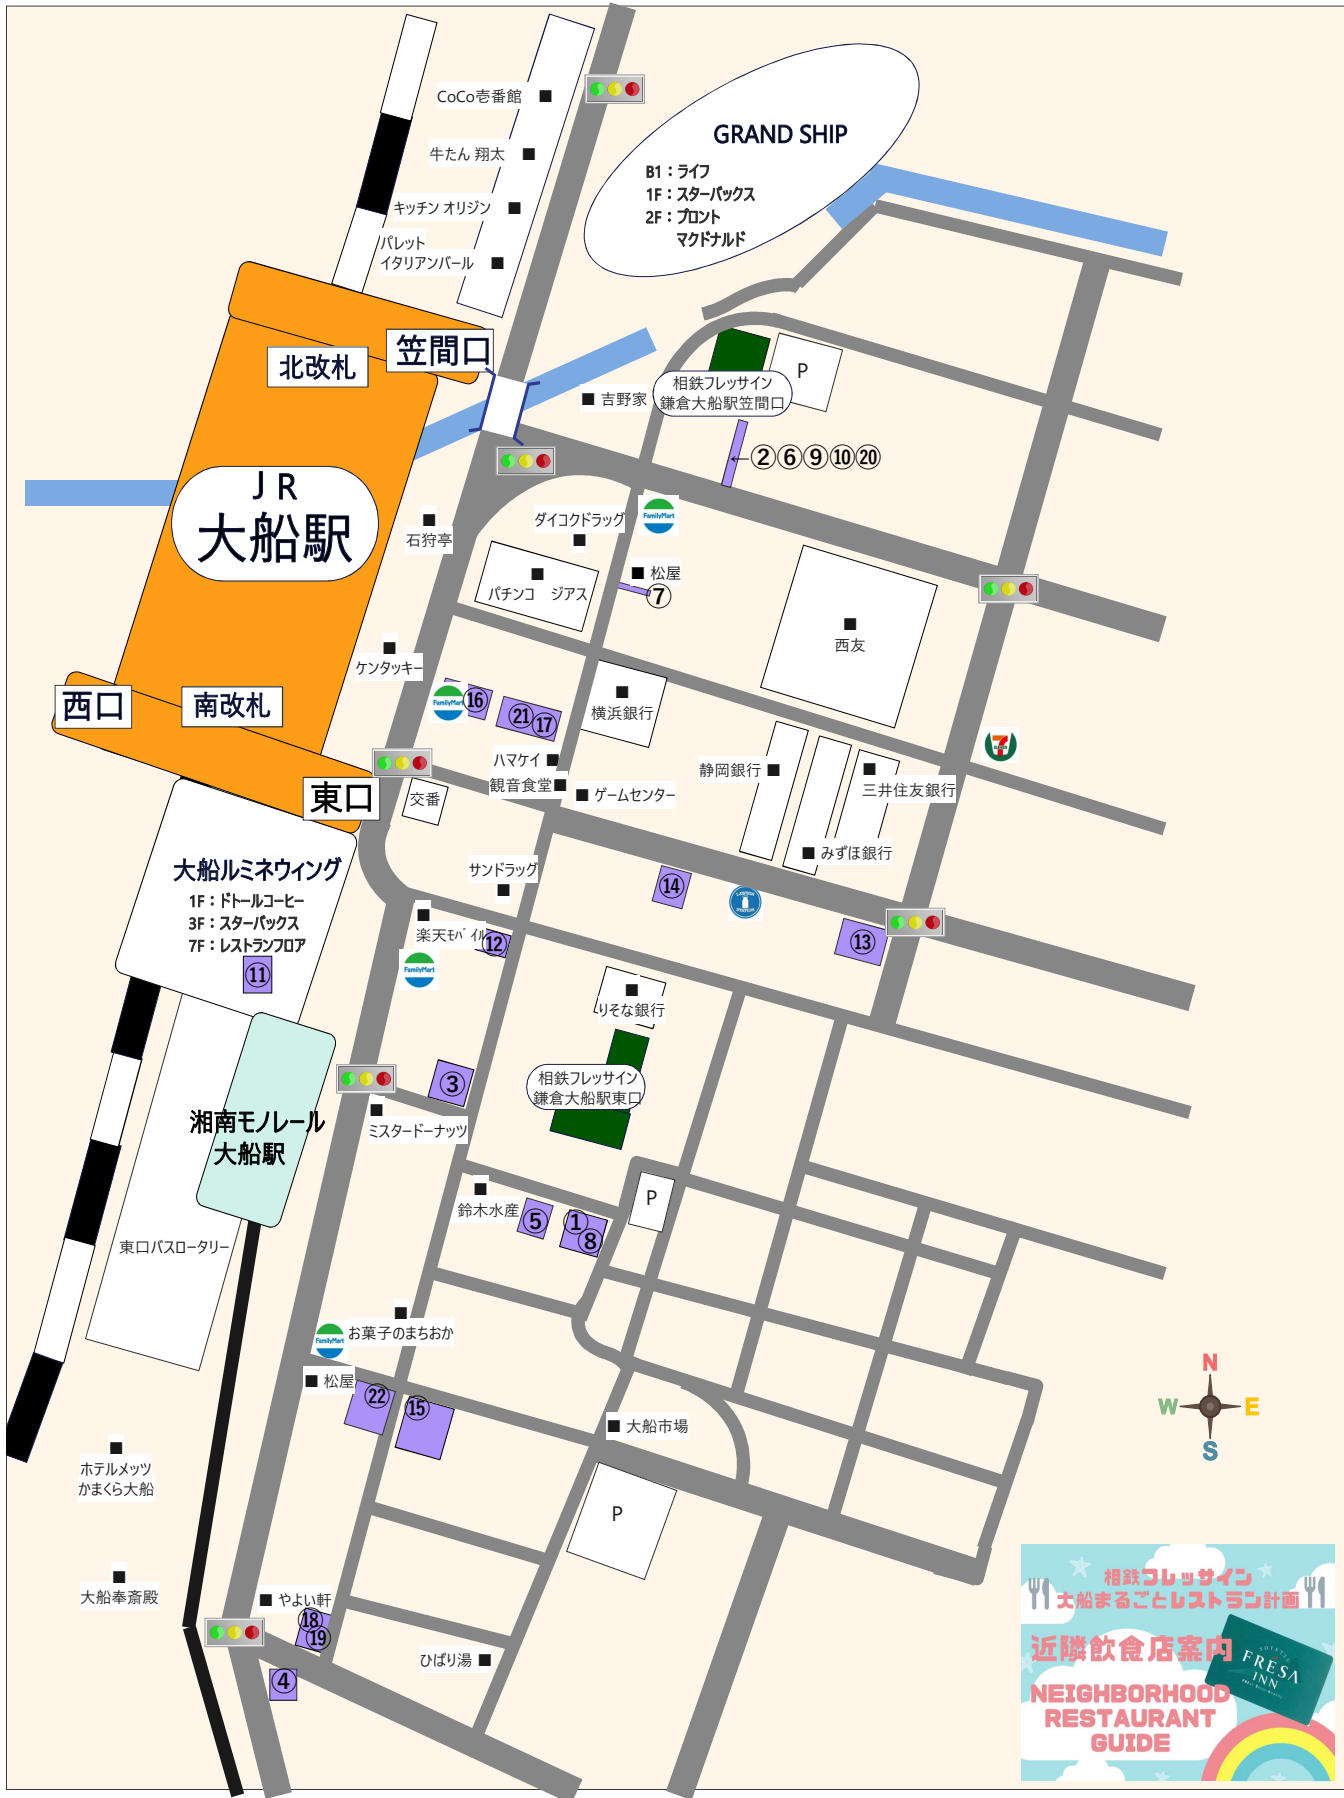 CoCo壱番館
牛たん 翔太
キッチン オリジン
パレット
イタリアンバール
GRAND SHIP
B1：ライフ
1F：スターバックス
2F：プロント
マクドナルド
笠間口
北改札
JR
大船駅
相鉄フレッサイン
鎌倉大船駅笠間口
P
吉野家
②⑥⑨⑩⑳
石狩亭
ダイコクドラッグ
FamilyMart
パチンコ ジアス
松屋
⑦
西友
ケンタッキー
西口
南改札
東口
FamilyMart
⑯
㉑⑰
横浜銀行
ハマケイ
観音食堂
ゲームセンター
交番
静岡銀行
三井住友銀行
みずほ銀行
7
ELEVEN
大船ルミネウィング
1F：ドトールコーヒー
3F：スターバックス
7F：レストランフロア
⑪
サンドラッグ
⑭
LAWSON
STATION
⑬
楽天モバイル
⑫
FamilyMart
りそな銀行
相鉄フレッサイン
鎌倉大船駅東口
③
ミスタードーナッツ
湘南モノレール
大船駅
鈴木水産
⑤
①
⑧
P
東口バスロータリー
お菓子のまちおか
FamilyMart
松屋
㉒
⑮
大船市場
P
ホテルメッツ
かまくら大船
大船奉斎殿
やよい軒
⑱
⑲
④
ひばり湯
N
W
E
S
相鉄フレッサイン
大船まるごとレストラン計画
近隣飲食店案内
SOTETSU
FRESA
INN
NEIGHBORHOOD
RESTAURANT
GUIDE